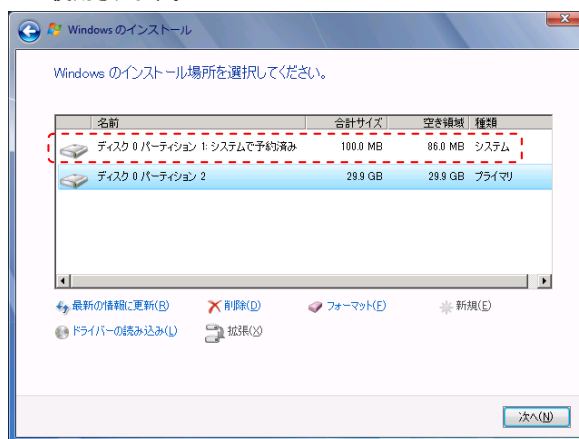 Windows のインストール
Windows のインストール場所を選択してください。
名前 合計サイズ 空き領域 種類
ディスク 0 パーティション 1: システムで予約済み 100.0 MB 86.0 MB システム
ディスク 0 パーティション 2 29.9 GB 29.9 GB プライマリ
最新の情報に更新(R) 削除(D) フォーマット(F) 新規(E)
ドライバーの読み込み(L) 拡張(X)
次へ(N)